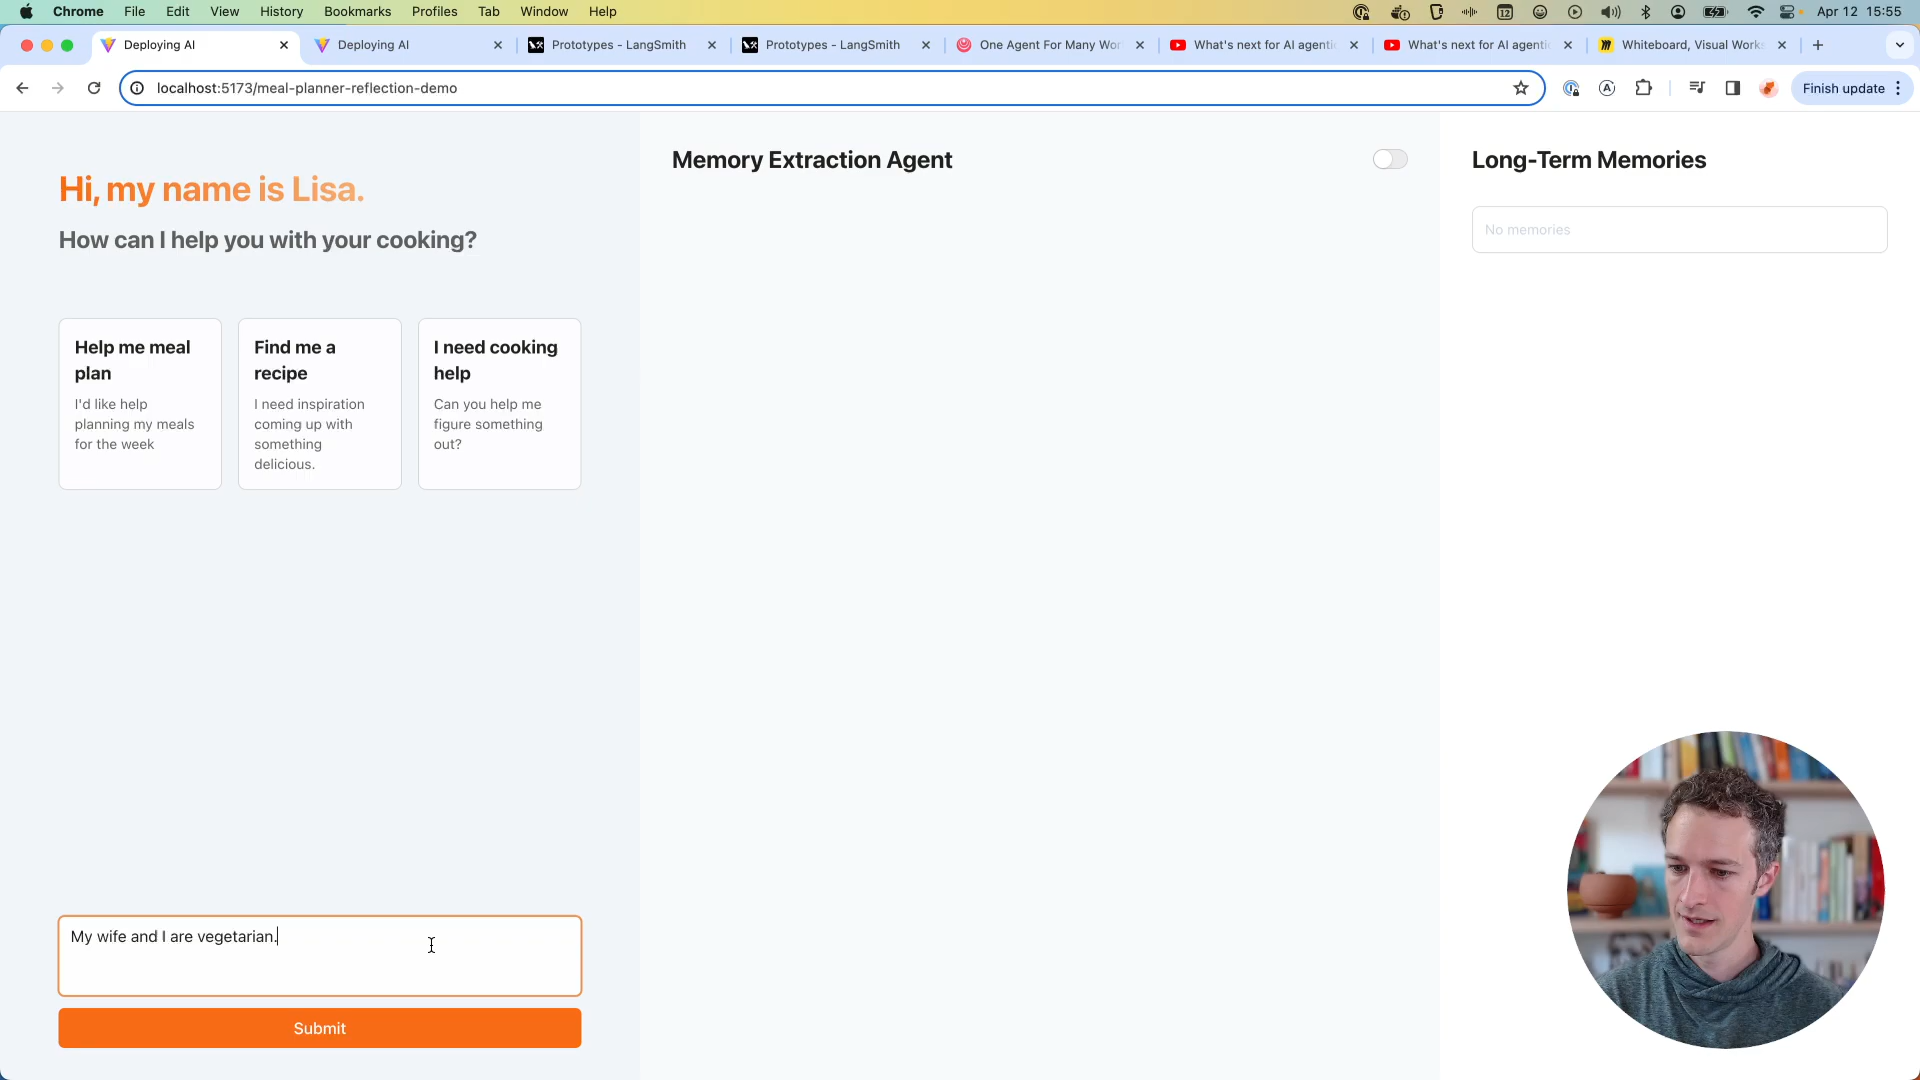 Chrome File Edit View History Bookmarks Profiles Tab Window Help
12
Apr 12 15:55
Deploying AI
Deploying AI
Prototypes - LangSmith
Prototypes - LangSmith
One Agent For Many Wor
What's next for AI agenti
What's next for AI agenti
Whiteboard, Visual Works
localhost:5173/meal-planner-reflection-demo
Finish update
Hi, my name is Lisa.
How can I help you with your cooking?
Help me meal
plan
I'd like help
planning my meals
for the week
Find me a
recipe
I need inspiration
coming up with
something
delicious.
I need cooking
help
Can you help me
figure something
out?
My wife and I are vegetarian.
Submit
Memory Extraction Agent
Long-Term Memories
No memories